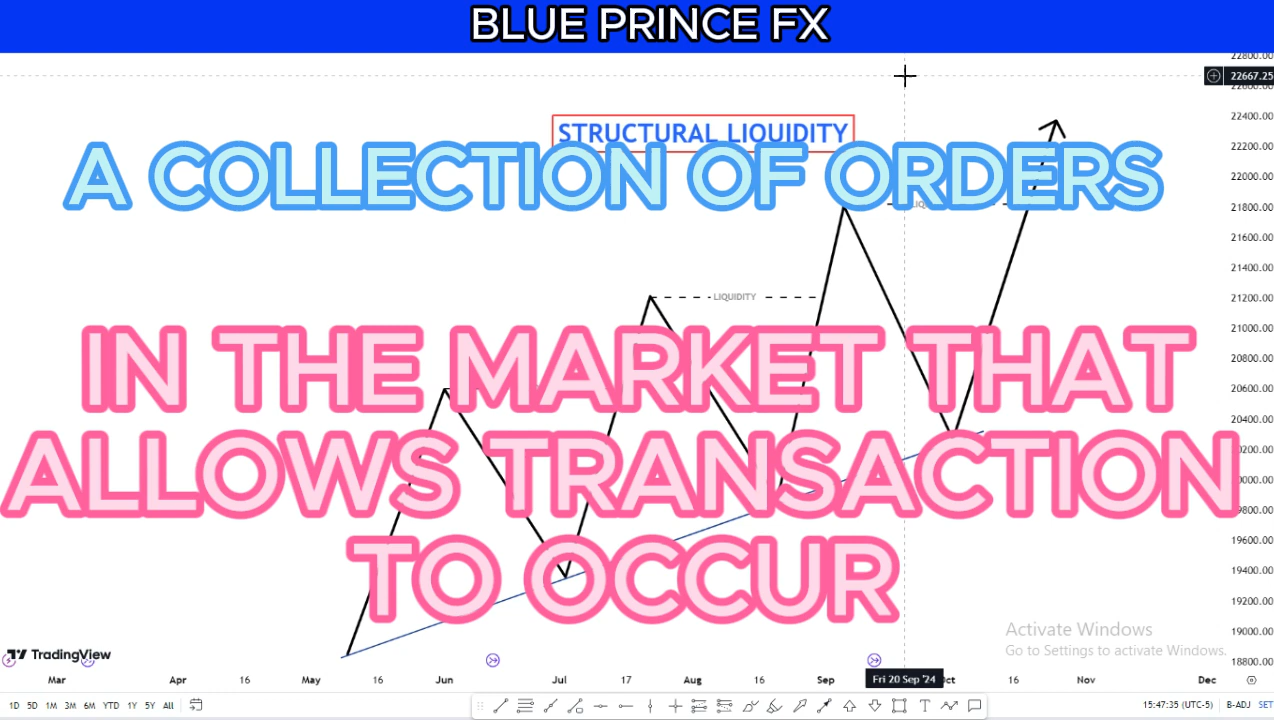 BLUE PRINCE FX
22800.00
22667.25
22600.00
STRUCTURAL LIQUIDITY
22400.00
22200.00
A COLLECTION OF ORDERS
22000.00
21800.00
21600.00
21400.00
LIQUIDITY
21200.00
IN THE MARKET THAT
21000.00
20800.00
20600.00
20400.00
ALLOWS TRANSACTION
20200.00
20000.00
19800.00
TO OCCUR
19600.00
19400.00
19200.00
Activate Windows
19000.00
Go to Settings to activate Windows.
TradingView
18800.00
Mar Apr 16 May 16 Jun Jul 17 Aug 16 Sep Fri 20 Sep '24 Oct 16 Nov Dec
1D 5D 1M 3M 6M YTD 1Y 5Y All 15:47:35 (UTC-5) B-ADJ SET